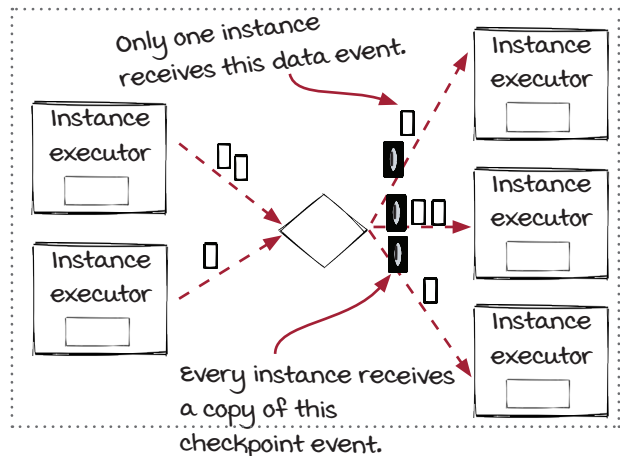 Only one instance
receives this data event.
Instance
executor
Instance
executor
Instance
executor
Instance
executor
Instance
executor
Every instance receives
a copy of this
checkpoint event.